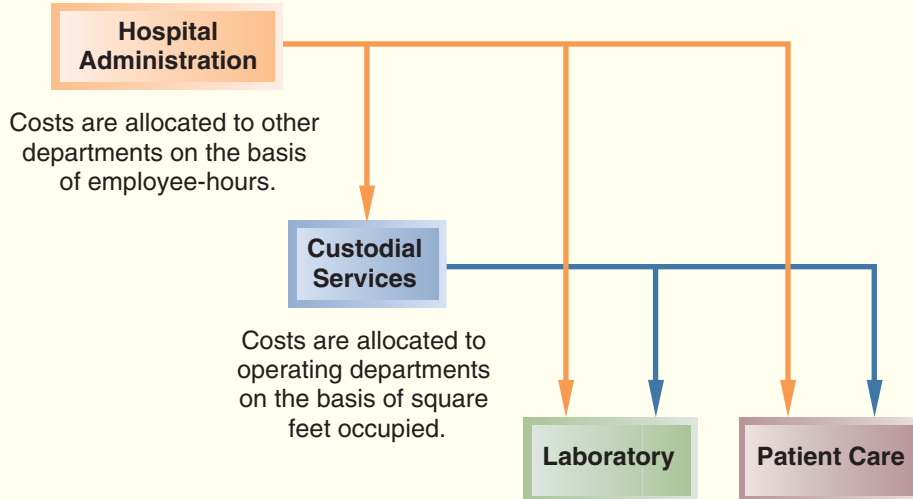 Hospital
Administration
Costs are allocated to other
departments on the basis
of employee-hours.
Custodial
Services
Costs are allocated to
operating departments
on the basis of square
feet occupied.
Laboratory
Patient Care